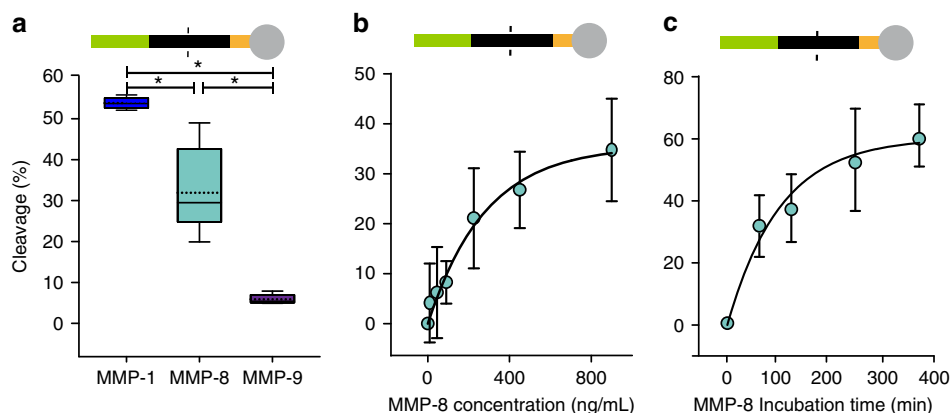 a
Cleavage (%)
60
50
40
30
20
10
0
*
*
*
MMP-1 MMP-8 MMP-9
b
50
40
30
20
10
0
0 400 800
MMP-8 concentration (ng/mL)
c
80
60
40
20
0
0 100 200 300 400
MMP-8 Incubation time (min)